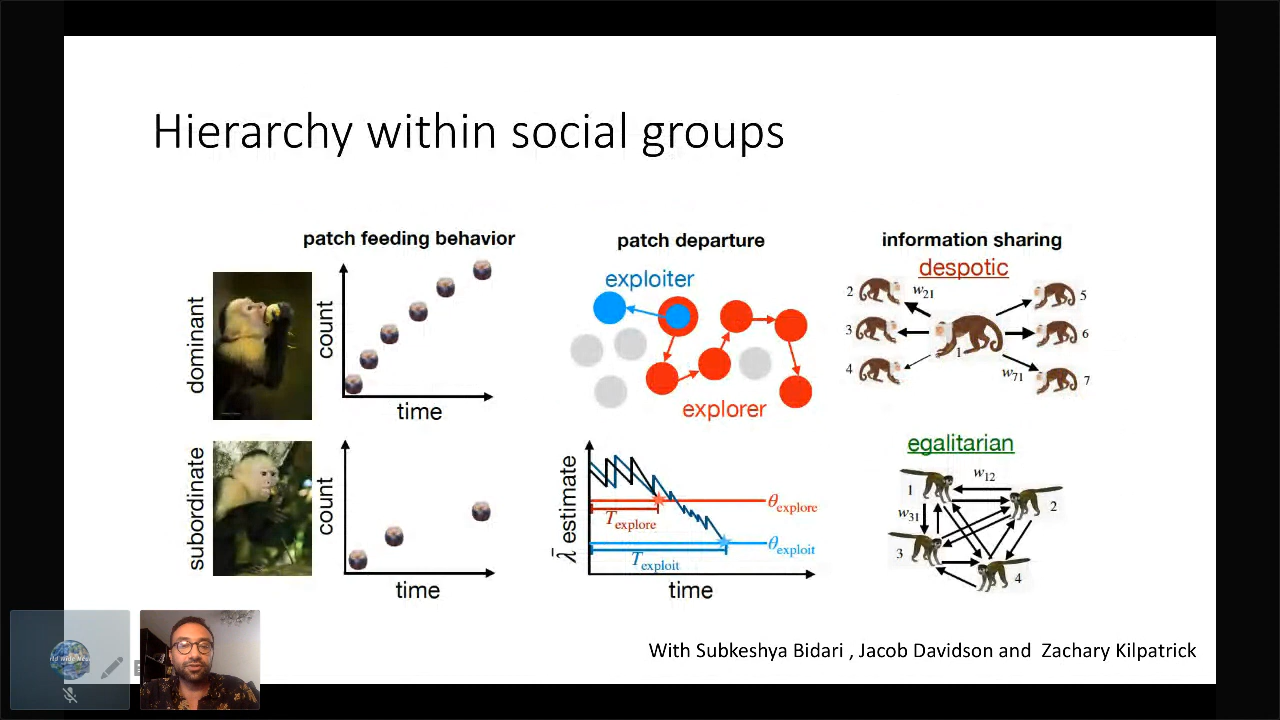 Hierarchy within social groups
patch feeding behavior
patch departure
information sharing
dominant
count
time
exploiter
explorer
despotic
2
w21
5
3
1
6
4
w71
7
subordinate
count
time
λ̄ estimate
θexplore
Texplore
θexploit
Texploit
time
egalitarian
1
w12
2
w31
3
4
With Subkeshya Bidari , Jacob Davidson and Zachary Kilpatrick